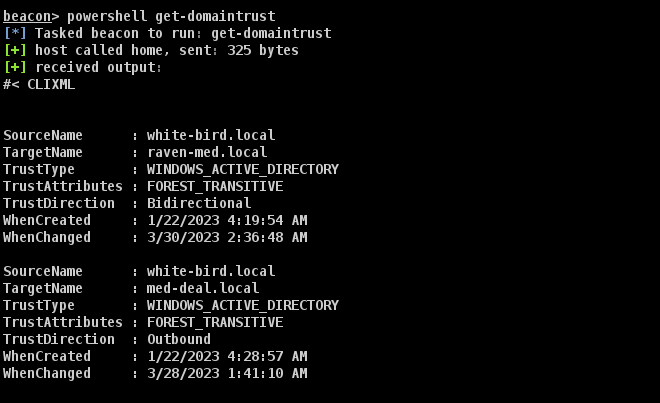 beacon> powershell get-domaintrust
[*] Tasked beacon to run: get-domaintrust
[+] host called home, sent: 325 bytes
[+] received output:
#< CLIXML
SourceName      : white-bird.local
TargetName      : raven-med.local
TrustType       : WINDOWS_ACTIVE_DIRECTORY
TrustAttributes : FOREST_TRANSITIVE
TrustDirection  : Bidirectional
WhenCreated     : 1/22/2023 4:19:54 AM
WhenChanged     : 3/30/2023 2:36:48 AM
SourceName      : white-bird.local
TargetName      : med-deal.local
TrustType       : WINDOWS_ACTIVE_DIRECTORY
TrustAttributes : FOREST_TRANSITIVE
TrustDirection  : Outbound
WhenCreated     : 1/22/2023 4:28:57 AM
WhenChanged     : 3/28/2023 1:41:10 AM